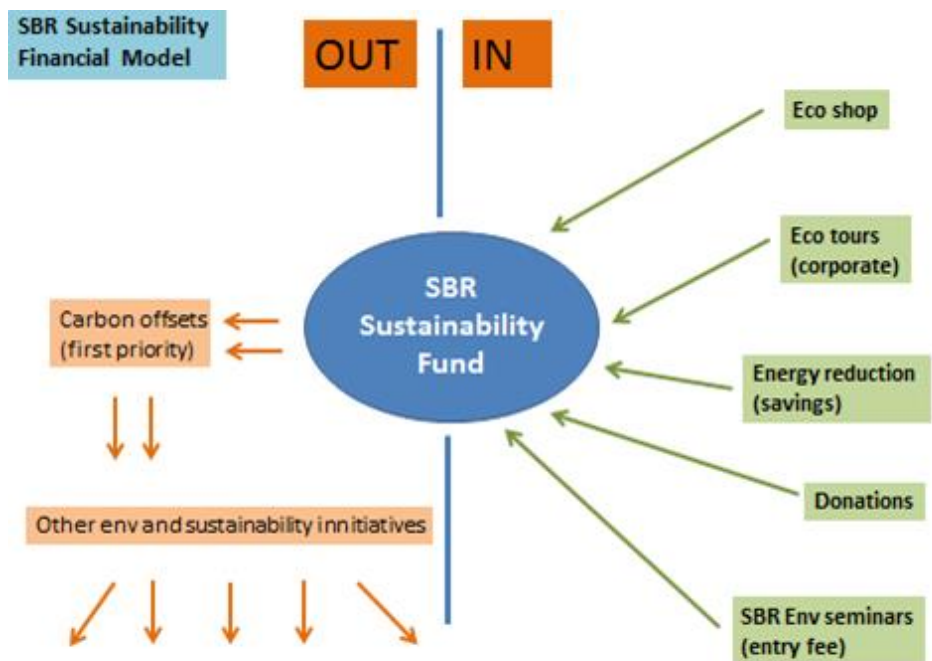 SBR Sustainability
Financial Model
OUT
IN
Eco shop
Eco tours
(corporate)
SBR
Sustainability
Fund
Carbon offsets
(first priority)
Energy reduction
(savings)
Donations
Other env and sustainability innitiatives
SBR Env seminars
(entry fee)